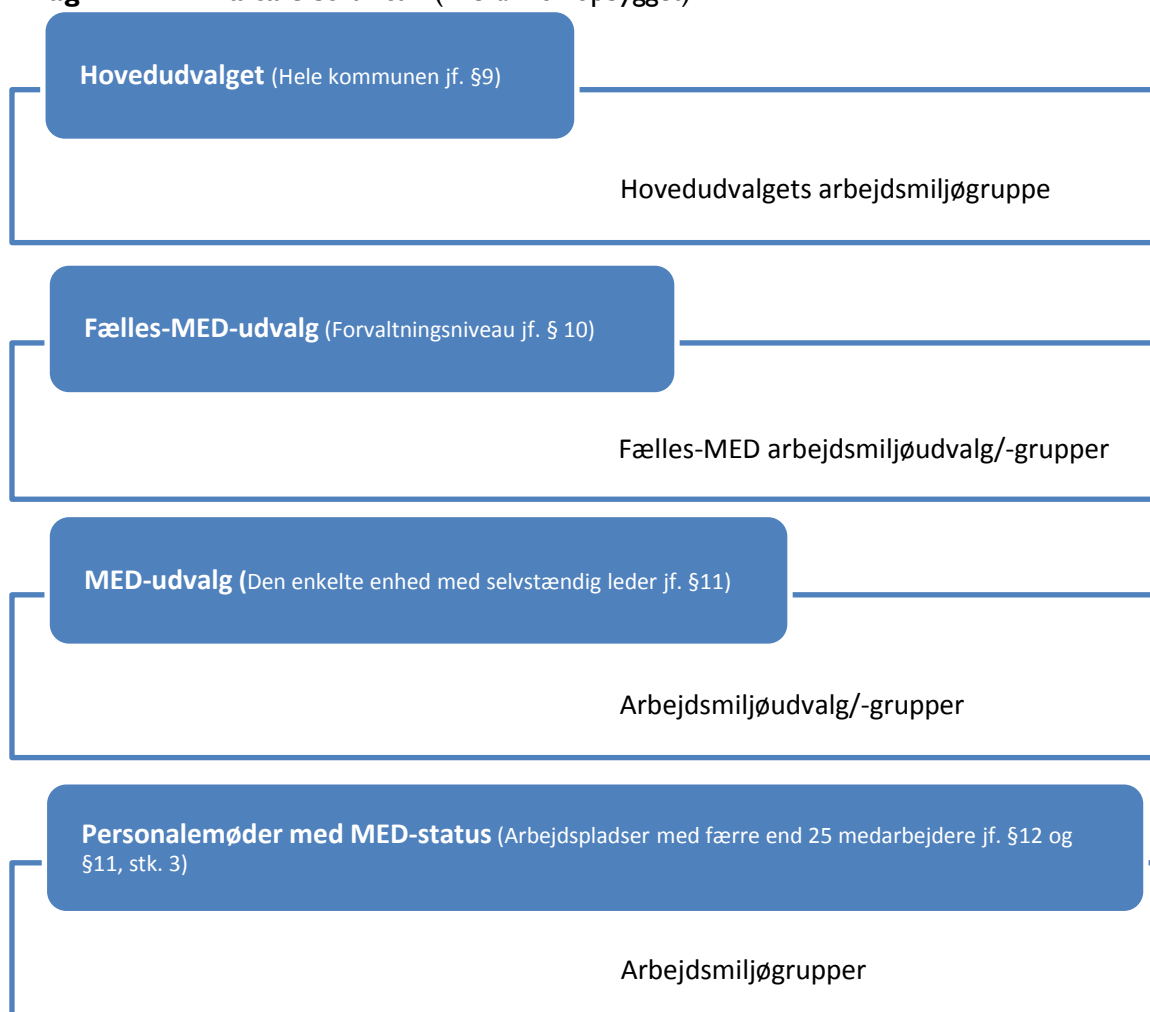 Hovedudvalget (Hele kommunen jf. §9)
Hovedudvalgets arbejdsmiljøgruppe
Fælles-MED-udvalg (Forvaltningsniveau jf. § 10)
Fælles-MED arbejdsmiljøudvalg/-grupper
MED-udvalg (Den enkelte enhed med selvstændig leder jf. §11)
Arbejdsmiljøudvalg/-grupper
Personalemøder med MED-status (Arbejdspladser med færre end 25 medarbejdere jf. §12 og
§11, stk. 3)
Arbejdsmiljøgrupper